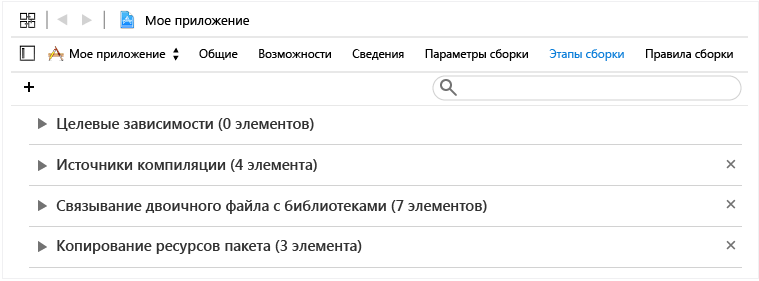 Мое приложение
Мое приложение Общие Возможности Сведения Параметры сборки Этапы сборки Правила сборки
+
Целевые зависимости (0 элементов)
Источники компиляции (4 элемента) ×
Связывание двоичного файла с библиотеками (7 элементов) ×
Копирование ресурсов пакета (3 элемента) ×